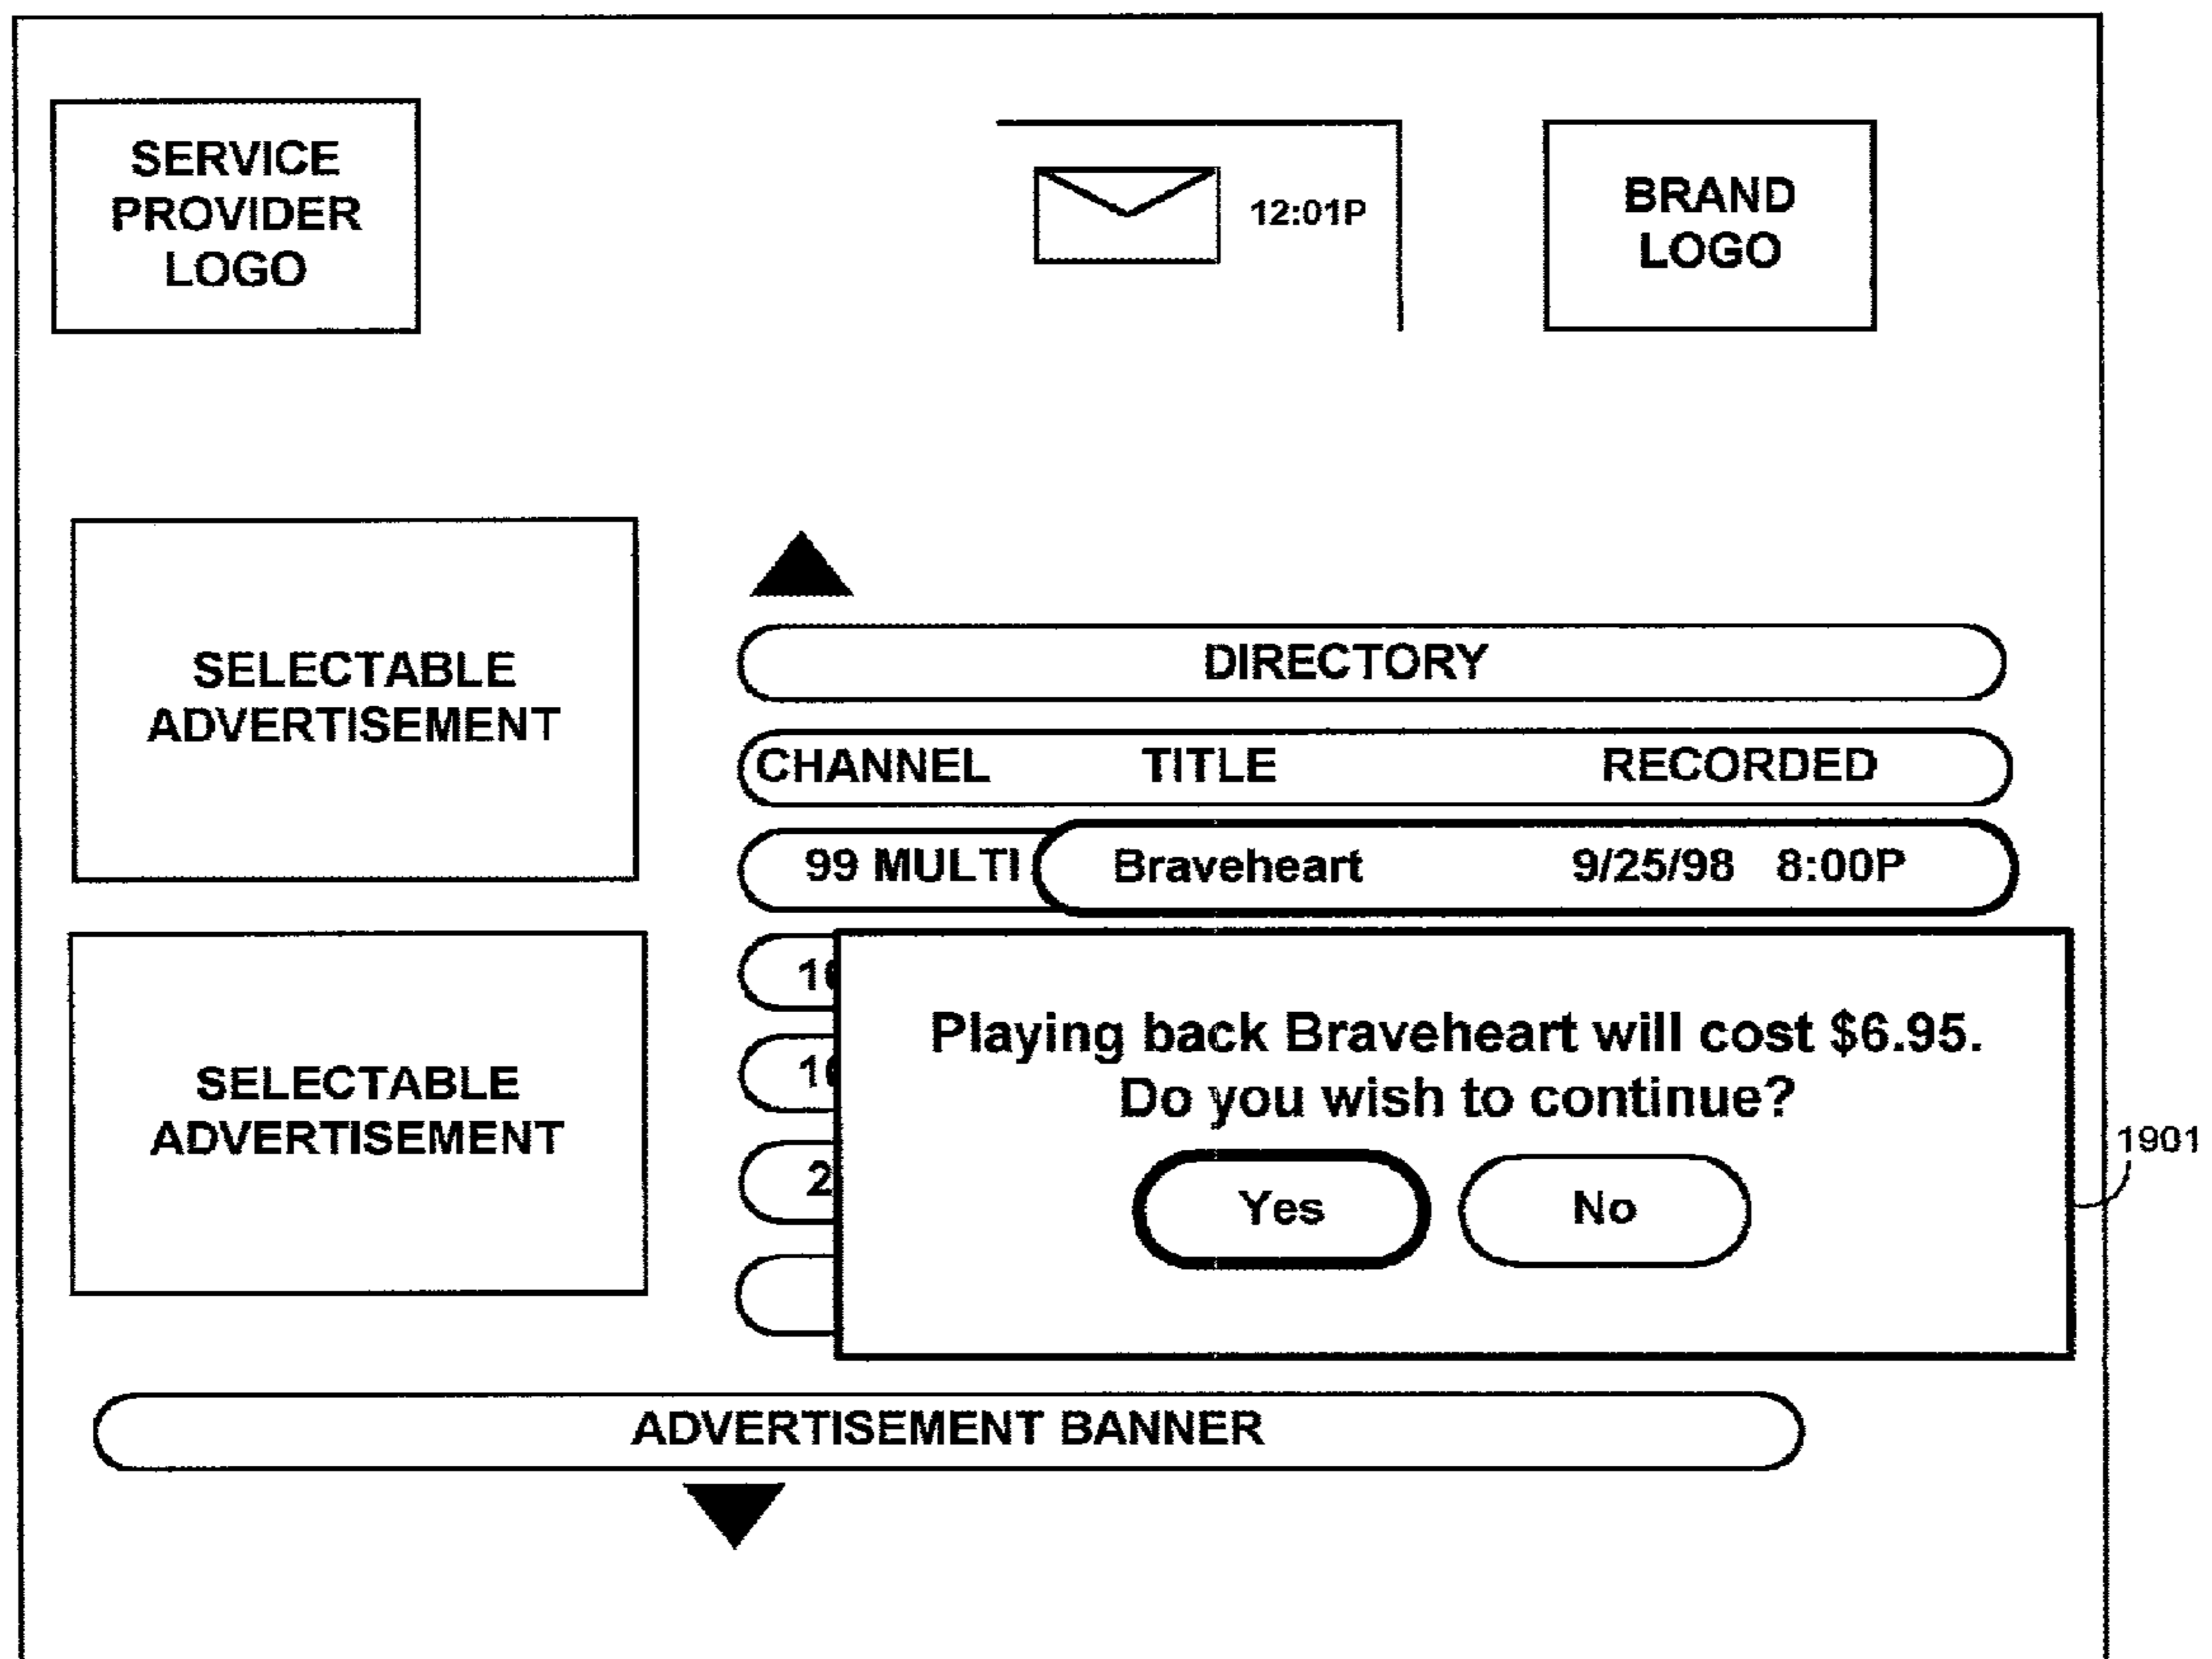 SERVICE
PROVIDER
LOGO
12:01P
BRAND
LOGO
SELECTABLE
ADVERTISEMENT
DIRECTORY
CHANNEL TITLE RECORDED
99 MULTI Braveheart 9/25/98 8:00P
SELECTABLE
ADVERTISEMENT
Playing back Braveheart will cost $6.95.
Do you wish to continue?
Yes No
1901
ADVERTISEMENT BANNER